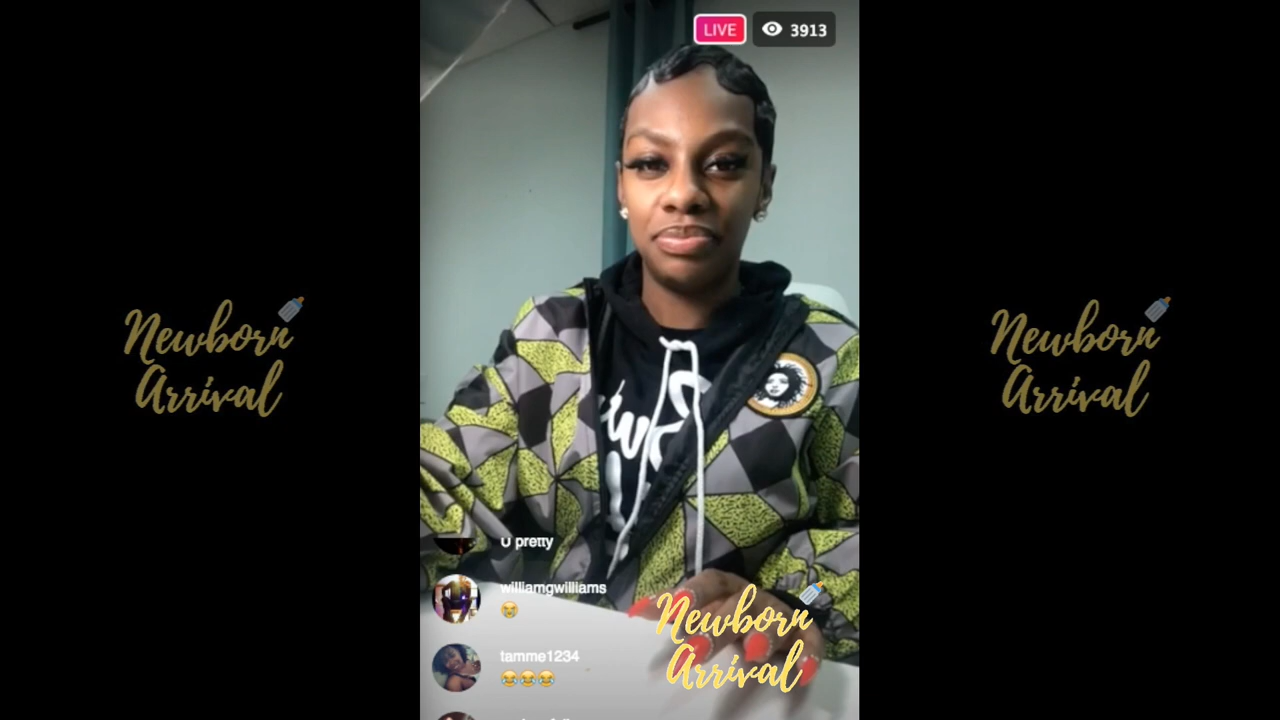 LIVE 3913
Newborn
Arrival
Newborn
Arrival
U pretty
williamgwilliams
tamme1234
Newborn
Arrival